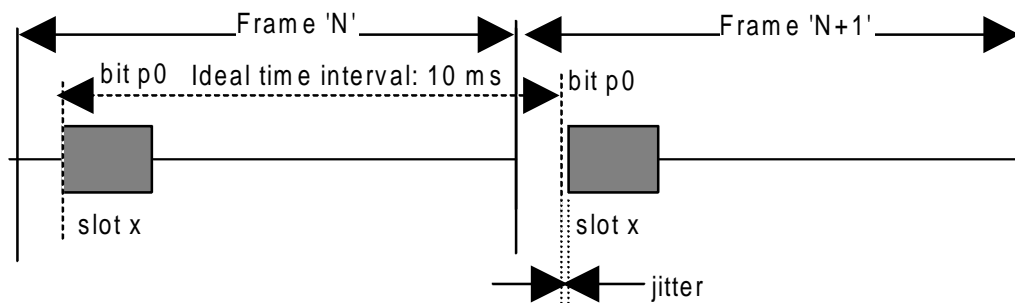 Frame 'N' Frame 'N+1'
bit p0 Ideal time interval: 10 ms bit p0
slot x slot x
jitter